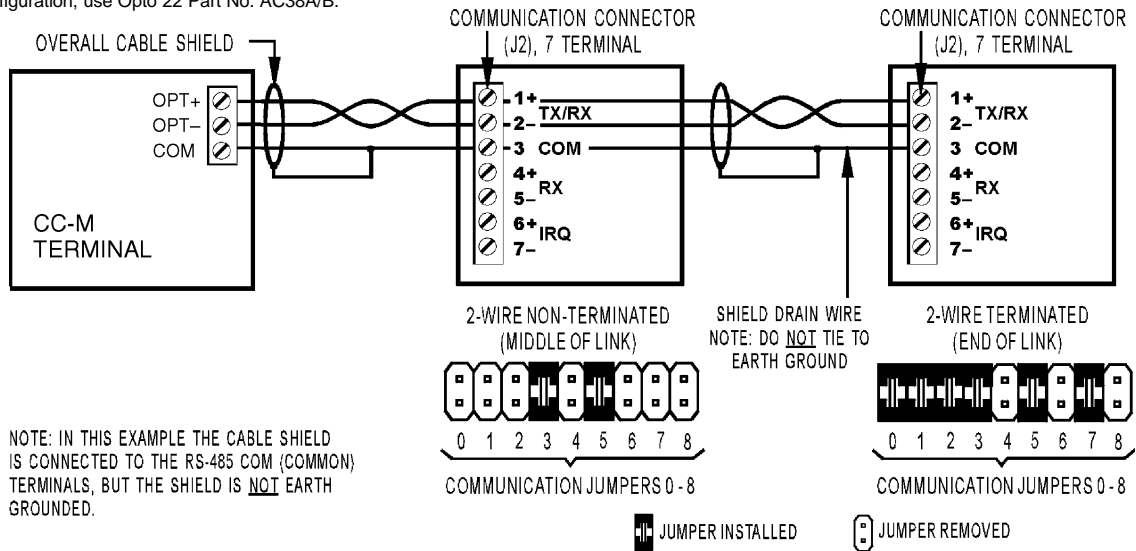 figuration, use Opto 22 Part No. AC38A/B.
COMMUNICATION CONNECTOR
(J2), 7 TERMINAL
COMMUNICATION CONNECTOR
(J2), 7 TERMINAL
OVERALL CABLE SHIELD
OPT+
OPT–
COM
CC-M
TERMINAL
1+
TX/RX
2–
3 COM
4+
RX
5–
6+
IRQ
7–
1+
TX/RX
2–
3 COM
4+
RX
5–
6+
IRQ
7–
2-WIRE NON-TERMINATED
(MIDDLE OF LINK)
SHIELD DRAIN WIRE
NOTE: DO NOT TIE TO
EARTH GROUND
2-WIRE TERMINATED
(END OF LINK)
0 1 2 3 4 5 6 7 8
COMMUNICATION JUMPERS 0 - 8
0 1 2 3 4 5 6 7 8
COMMUNICATION JUMPERS 0 - 8
NOTE: IN THIS EXAMPLE THE CABLE SHIELD
IS CONNECTED TO THE RS-485 COM (COMMON)
TERMINALS, BUT THE SHIELD IS NOT EARTH
GROUNDED.
JUMPER INSTALLED
JUMPER REMOVED